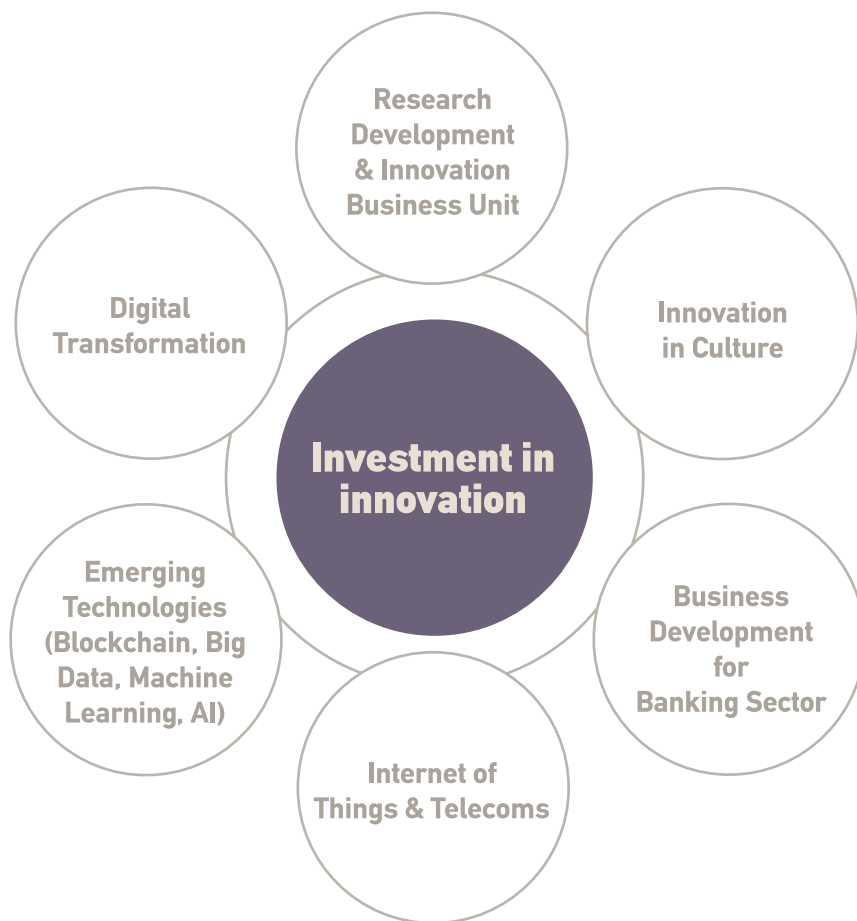 Research
Development
& Innovation
Business Unit
Digital
Transformation
Innovation
in Culture
Investment in
innovation
Emerging
Technologies
(Blockchain, Big
Data, Machine
Learning, AI)
Business
Development
for
Banking Sector
Internet of
Things & Telecoms